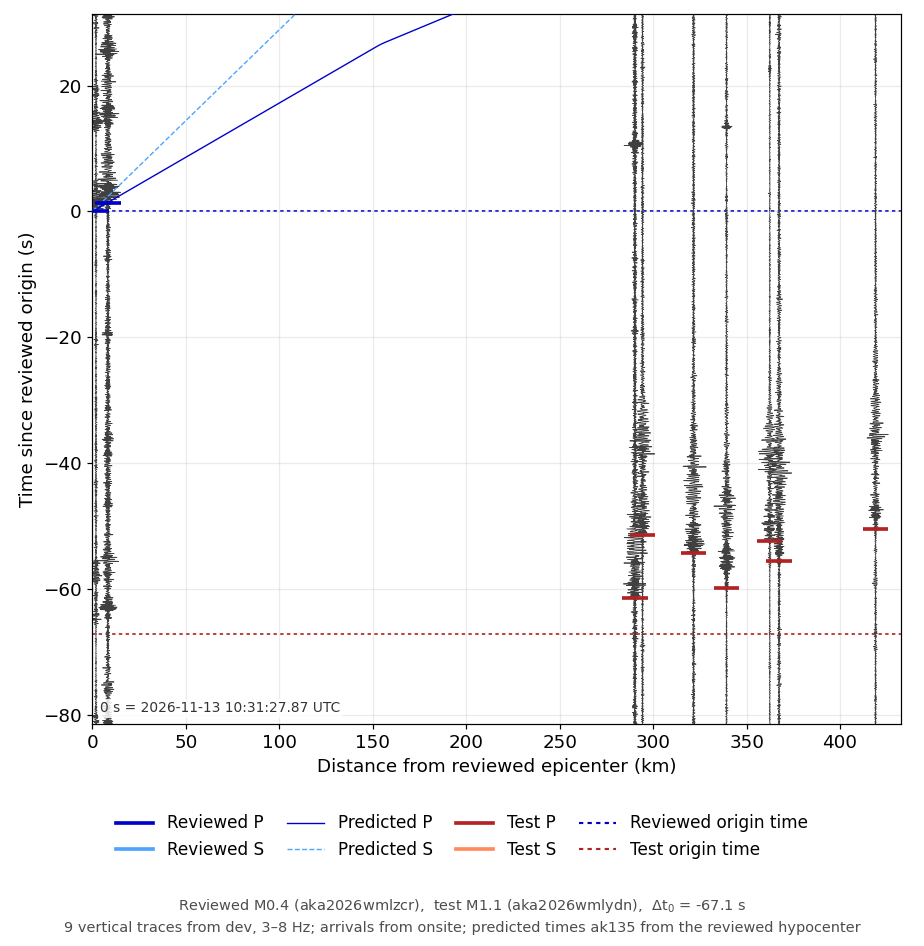 Time since reviewed origin (s)
20
0
−20
−40
−60
−80
0 s = 2026-11-13 10:31:27.87 UTC
0 50 100 150 200 250 300 350 400
Distance from reviewed epicenter (km)
Reviewed P Predicted P Test P Reviewed origin time
Reviewed S Predicted S Test S Test origin time
Reviewed M0.4 (aka2026wmlzcr), test M1.1 (aka2026wmlydn), Δt0 = -67.1 s
9 vertical traces from dev, 3–8 Hz; arrivals from onsite; predicted times ak135 from the reviewed hypocenter